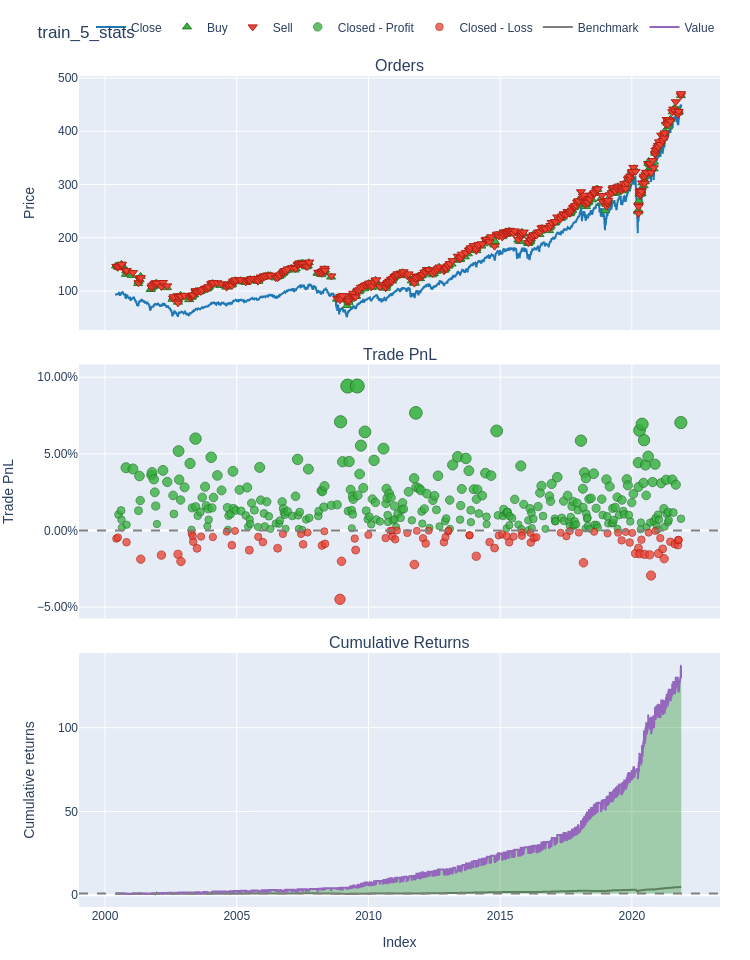 train_5_stats
Close Buy Sell Closed - Profit Closed - Loss Benchmark Value
Orders
500
400
300
200
100
Price
Trade PnL
10.00%
5.00%
0.00%
−5.00%
Trade PnL
Cumulative Returns
100
50
0
Cumulative returns
2000 2005 2010 2015 2020
Index